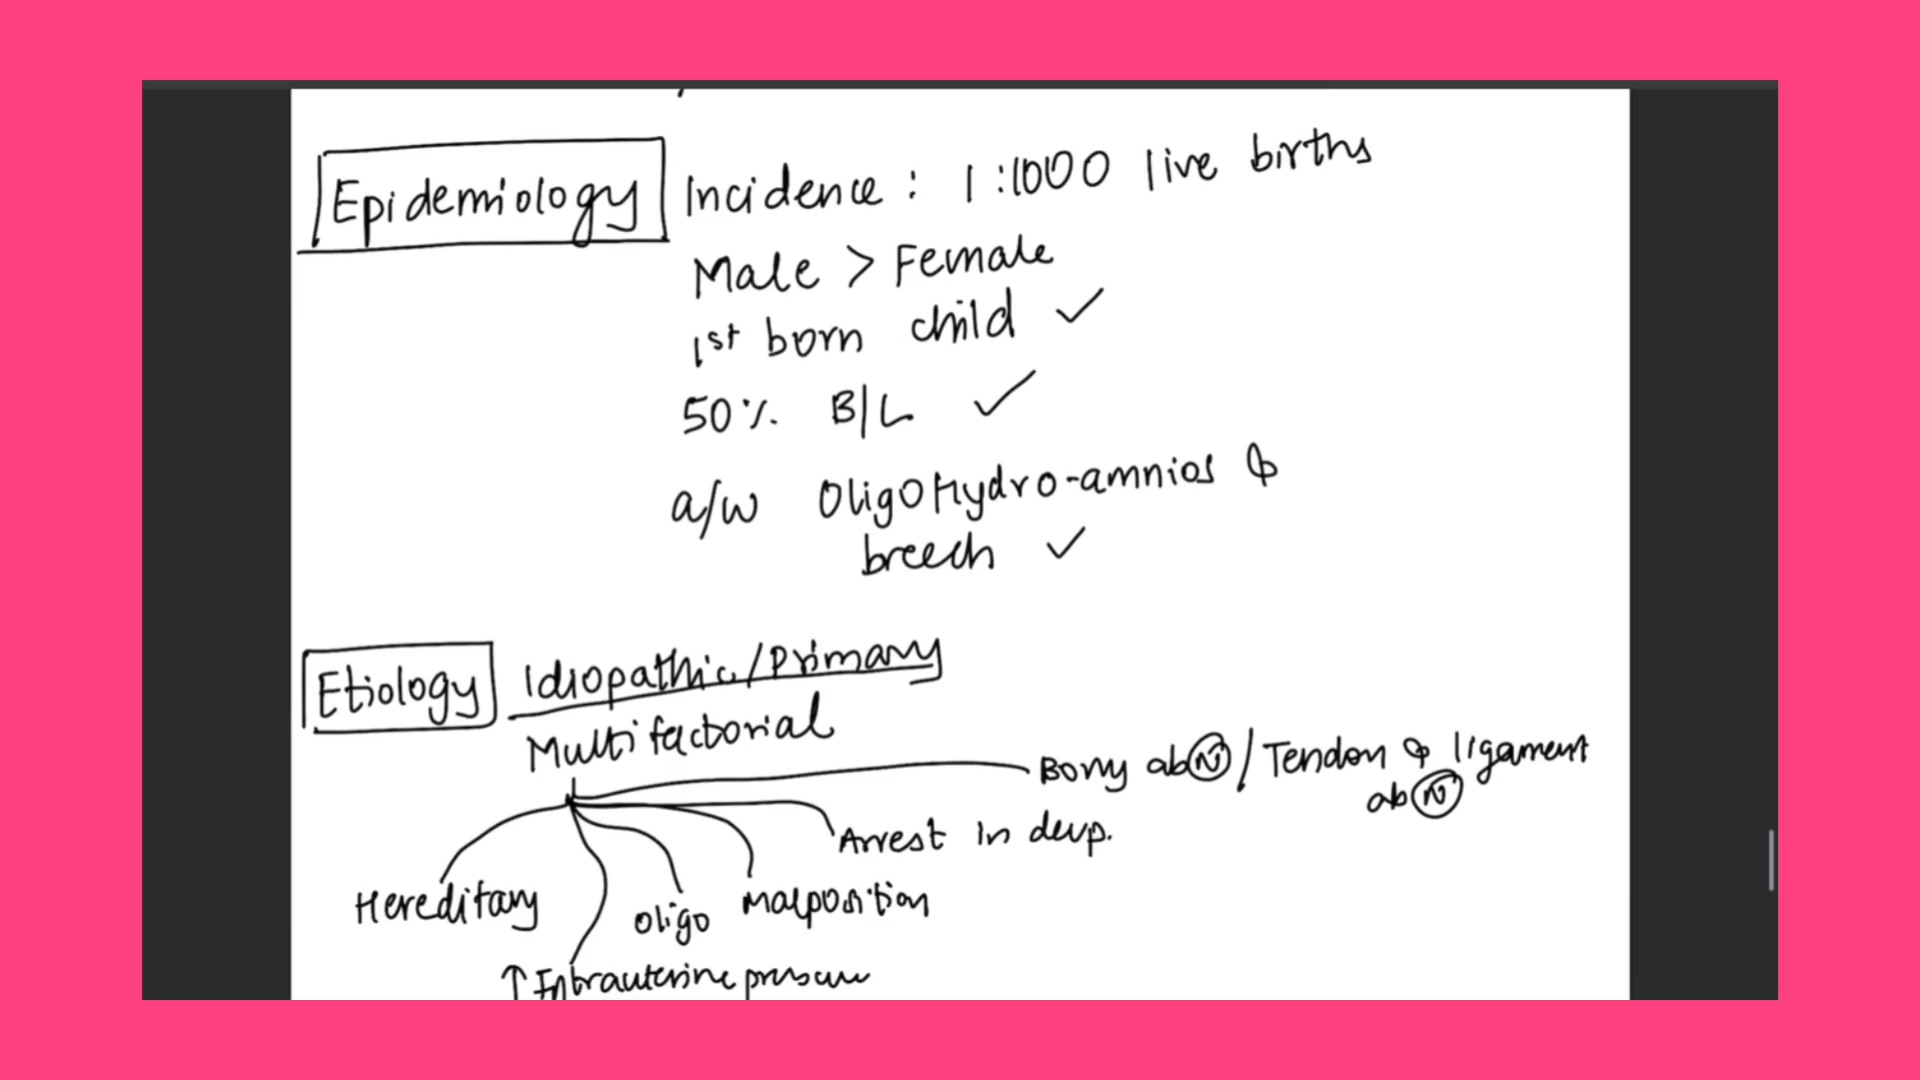 Epidemiology Incidence : 1:1000 live births
Male > Female
1st born child ✓
50% B/L ✓
a/w OligoHydro-amnios &
breech ✓
Etiology Idiopathic/Primary
Multifactorial
Bony abⓃ / Tendon & ligament
abⓃ
Arrest in devp.
Hereditary oligo Malposition
↑ Intrauterine pressure